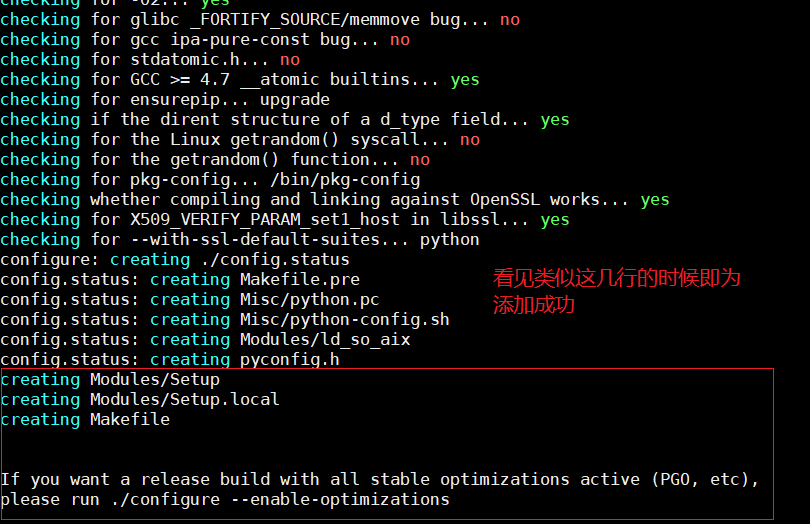 checking for -O2... yes
checking for glibc _FORTIFY_SOURCE/memmove bug... no
checking for gcc ipa-pure-const bug... no
checking for stdatomic.h... no
checking for GCC >= 4.7 __atomic builtins... yes
checking for ensurepip... upgrade
checking if the dirent structure of a d_type field... yes
checking for the Linux getrandom() syscall... no
checking for the getrandom() function... no
checking for pkg-config... /bin/pkg-config
checking whether compiling and linking against OpenSSL works... yes
checking for X509_VERIFY_PARAM_set1_host in libssl... yes
checking for --with-ssl-default-suites... python
configure: creating ./config.status
config.status: creating Makefile.pre
config.status: creating Misc/python.pc
config.status: creating Misc/python-config.sh
config.status: creating Modules/ld_so_aix
config.status: creating pyconfig.h
看见类似这几行的时候即为
添加成功
creating Modules/Setup
creating Modules/Setup.local
creating Makefile
If you want a release build with all stable optimizations active (PGO, etc),
please run ./configure --enable-optimizations